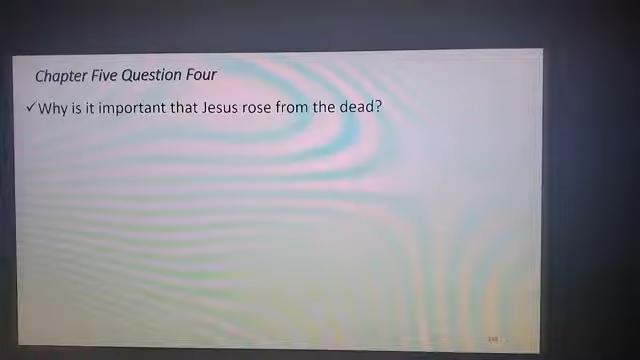 Chapter Five Question Four
✓Why is it important that Jesus rose from the dead?